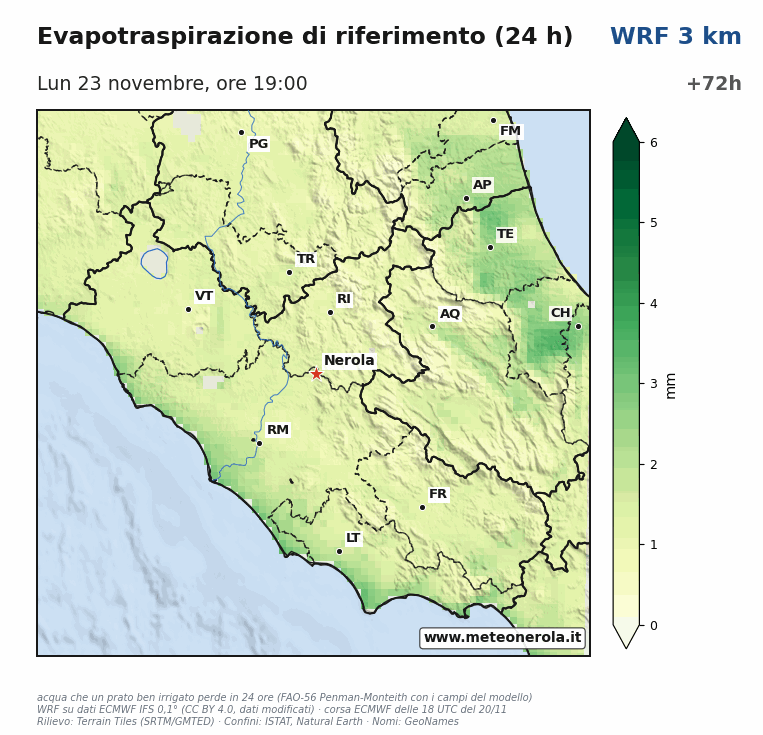 Evapotraspirazione di riferimento (24 h)
WRF 3 km
Lun 23 novembre, ore 19:00
+72h
FM
PG
AP
TE
TR
VT
RI
AQ
CH
Nerola
RM
FR
LT
6
5
4
3
2
1
0
mm
www.meteonerola.it
acqua che un prato ben irrigato perde in 24 ore (FAO-56 Penman-Monteith con i campi del modello)
WRF su dati ECMWF IFS 0,1° (CC BY 4.0, dati modificati) · corsa ECMWF delle 18 UTC del 20/11
Rilievo: Terrain Tiles (SRTM/GMTED) · Confini: ISTAT, Natural Earth · Nomi: GeoNames